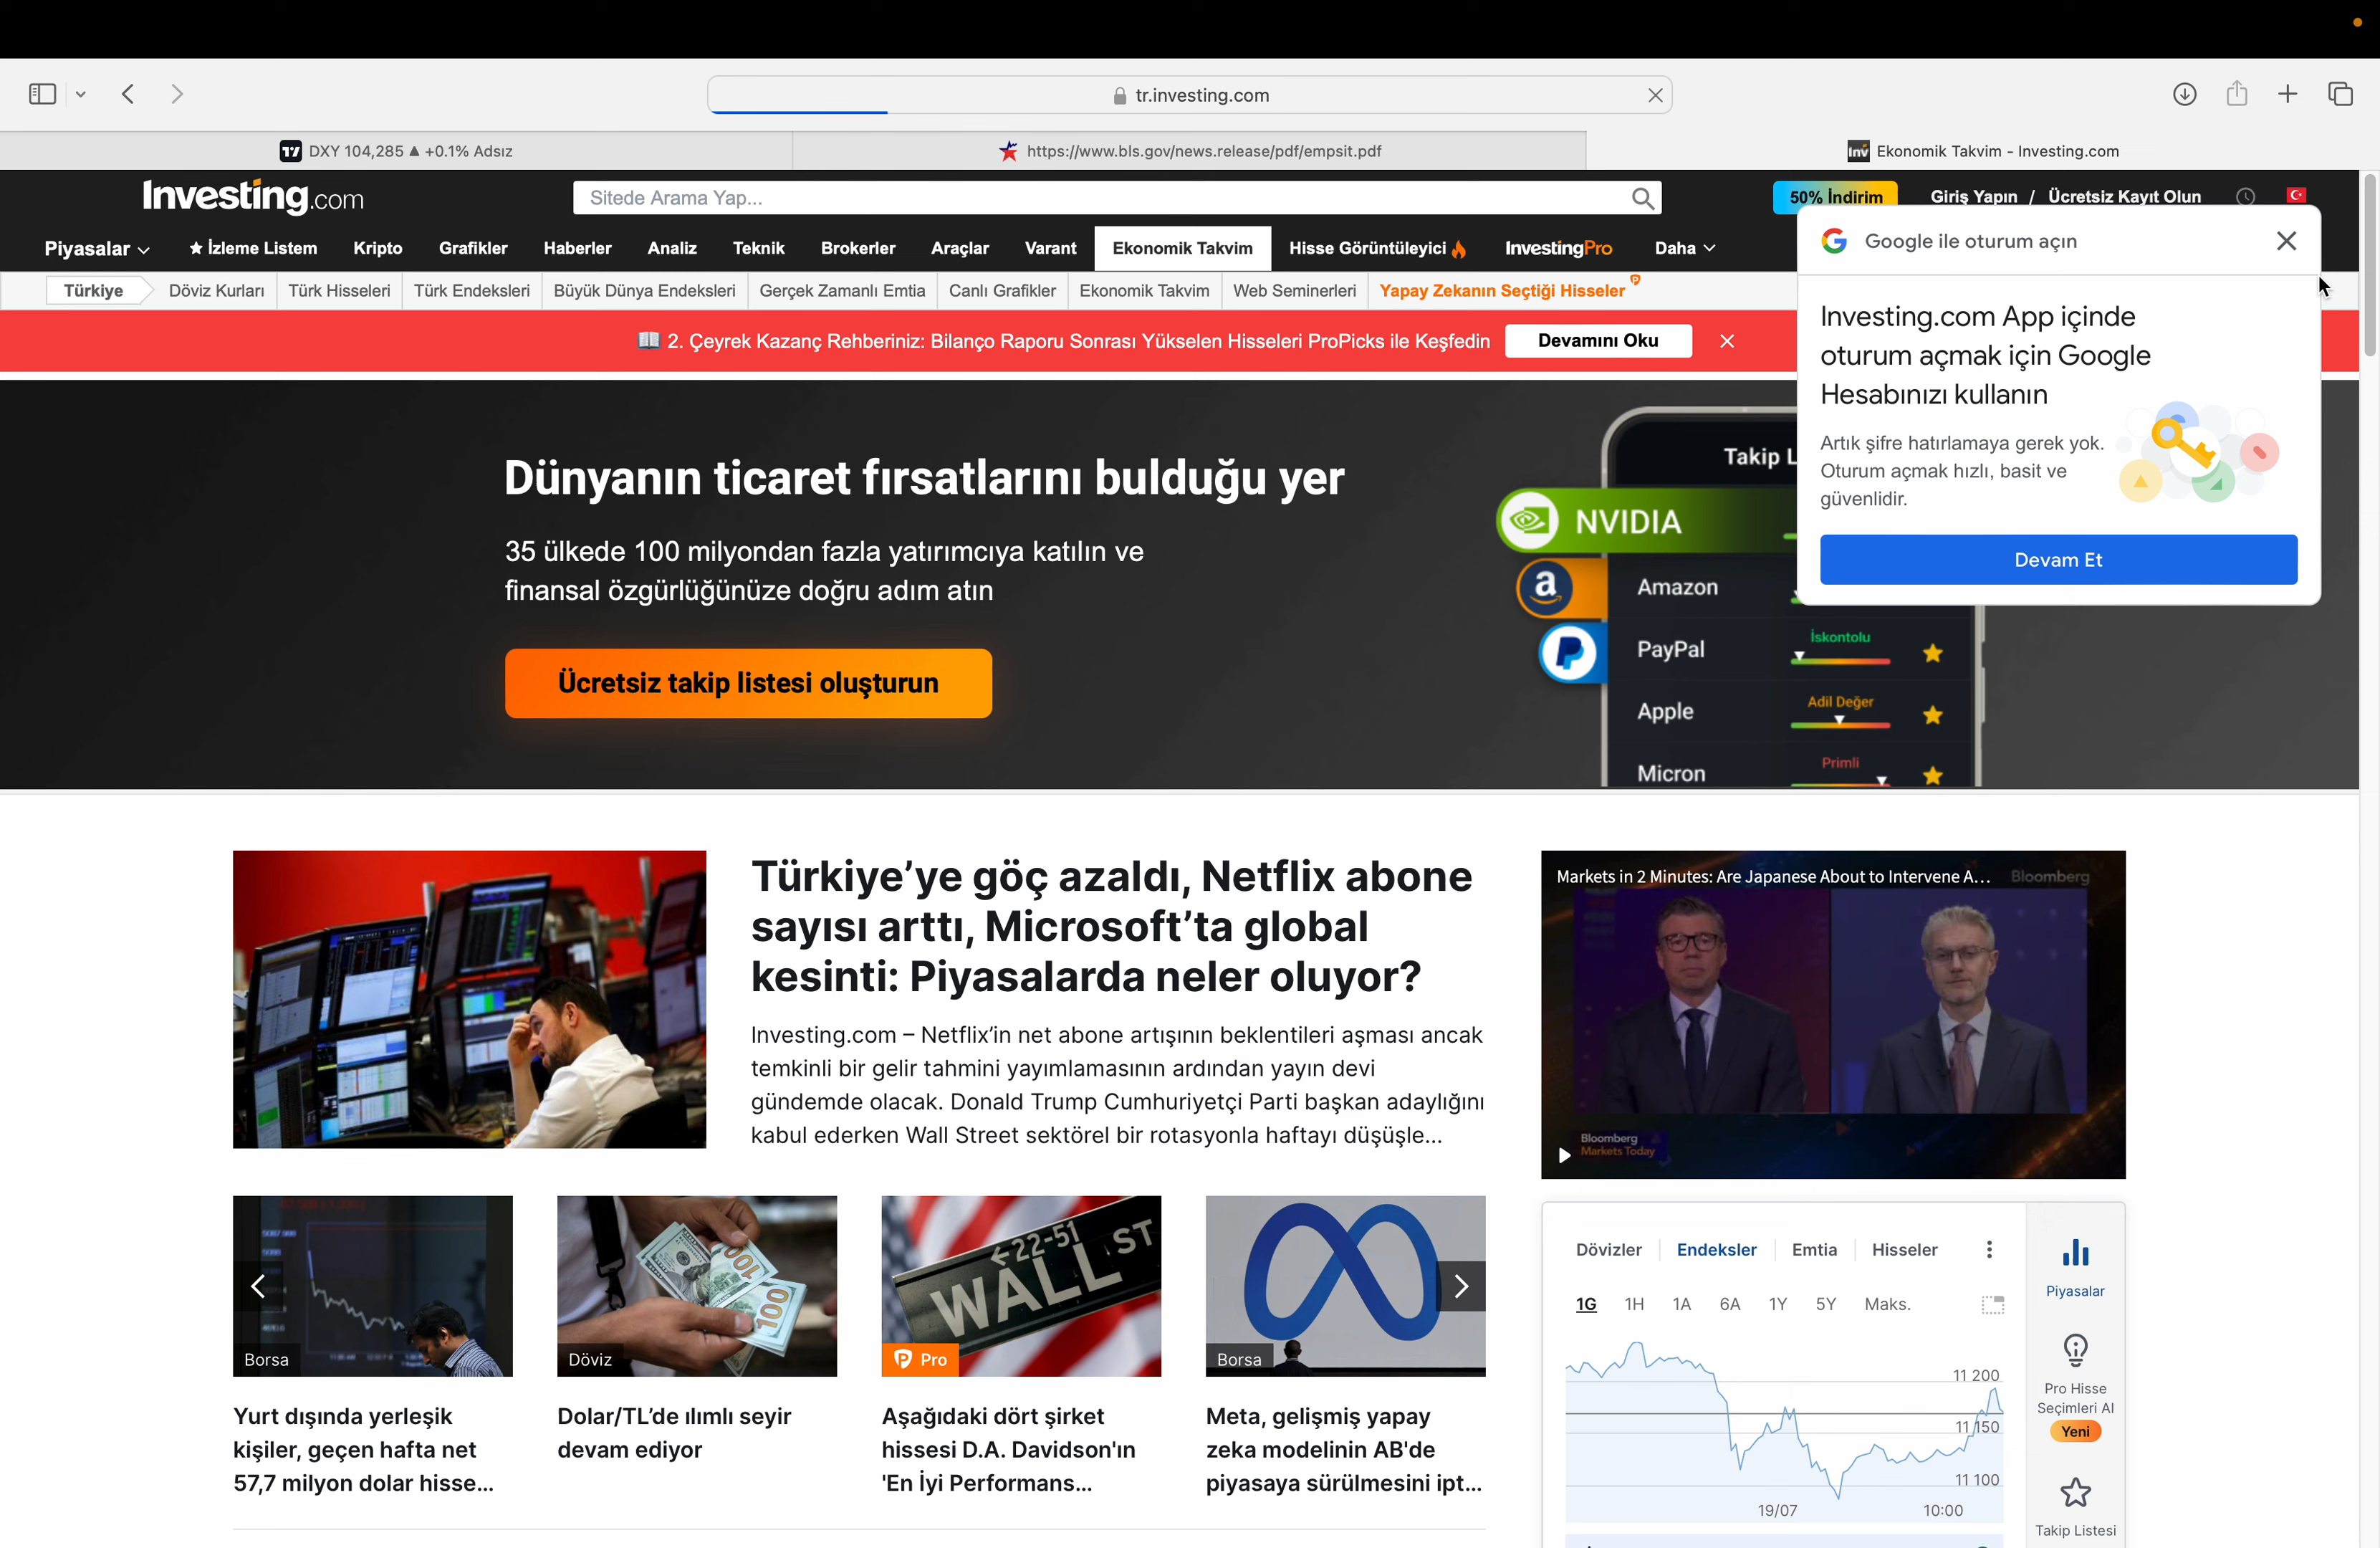 tr.investing.com
DXY 104,285 ▲ +0.1% Adsız
https://www.bls.gov/news.release/pdf/empsit.pdf
Ekonomik Takvim - Investing.com
Investing.com
Sitede Arama Yap...
50% İndirim
Giriş Yapın / Ücretsiz Kayıt Olun
Piyasalar
İzleme Listem
Kripto
Grafikler
Haberler
Analiz
Teknik
Brokerler
Araçlar
Varant
Ekonomik Takvim
Hisse Görüntüleyici
InvestingPro
Daha
Türkiye
Döviz Kurları
Türk Hisseleri
Türk Endeksleri
Büyük Dünya Endeksleri
Gerçek Zamanlı Emtia
Canlı Grafikler
Ekonomik Takvim
Web Seminerleri
Yapay Zekanın Seçtiği Hisseler
2. Çeyrek Kazanç Rehberiniz: Bilanço Raporu Sonrası Yükselen Hisseleri ProPicks ile Keşfedin
Devamını Oku
Google ile oturum açın
Investing.com App içinde
oturum açmak için Google
Hesabınızı kullanın
Artık şifre hatırlamaya gerek yok.
Oturum açmak hızlı, basit ve
güvenlidir.
Devam Et
Dünyanın ticaret fırsatlarını bulduğu yer
35 ülkede 100 milyondan fazla yatırımcıya katılın ve
finansal özgürlüğünüze doğru adım atın
Ücretsiz takip listesi oluşturun
Takip L
NVIDIA
Amazon
PayPal
İskontolu
Apple
Adil Değer
Micron
Primli
Türkiye’ye göç azaldı, Netflix abone
sayısı arttı, Microsoft’ta global
kesinti: Piyasalarda neler oluyor?
Investing.com – Netflix’in net abone artışının beklentileri aşması ancak
temkinli bir gelir tahmini yayımlamasının ardından yayın devi
gündemde olacak. Donald Trump Cumhuriyetçi Parti başkan adaylığını
kabul ederken Wall Street sektörel bir rotasyonla haftayı düşüşle...
Markets in 2 Minutes: Are Japanese About to Intervene A...
Bloomberg
Bloomberg
Markets Today
Borsa
Yurt dışında yerleşik
kişiler, geçen hafta net
57,7 milyon dolar hisse...
Döviz
Dolar/TL’de ılımlı seyir
devam ediyor
←22-51
WALL ST
Pro
Aşağıdaki dört şirket
hissesi D.A. Davidson'ın
'En İyi Performans...
Borsa
Meta, gelişmiş yapay
zeka modelinin AB'de
piyasaya sürülmesini ipt...
Dövizler
Endeksler
Emtia
Hisseler
1G
1H
1A
6A
1Y
5Y
Maks.
11 200
11 150
11 100
19/07
10:00
Piyasalar
Pro Hisse
Seçimleri AI
Yeni
Takip Listesi